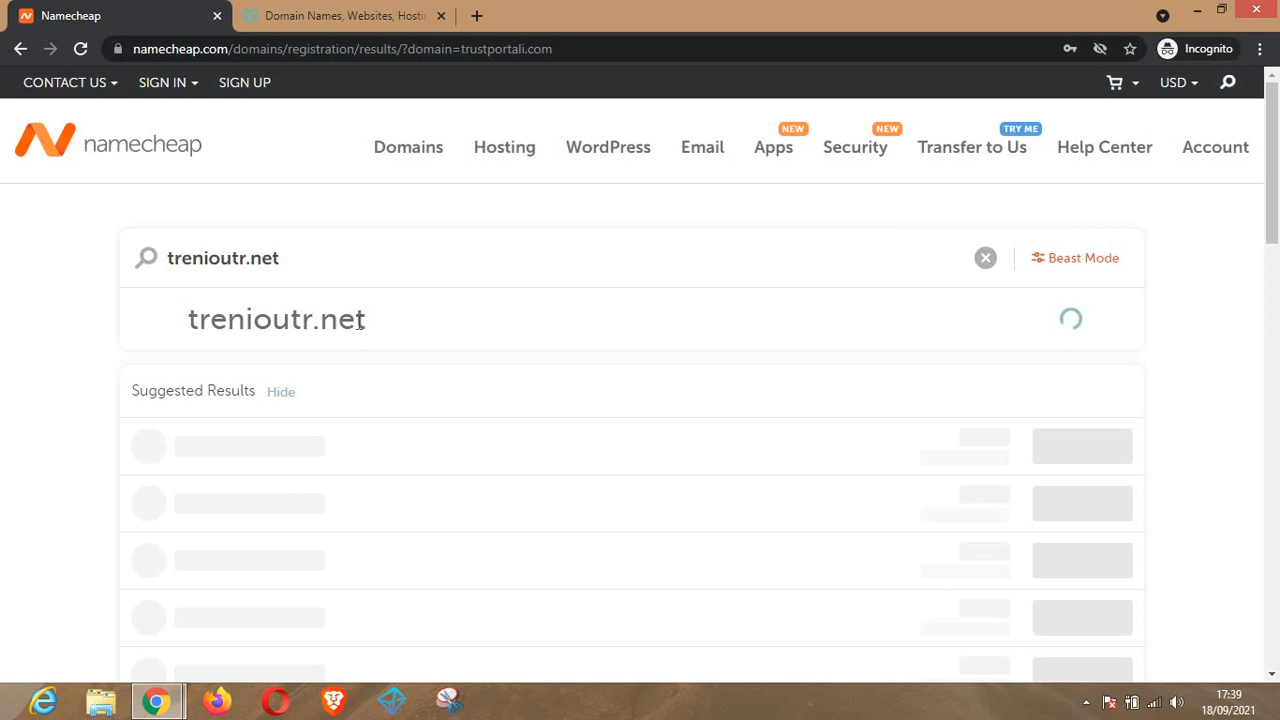 Namecheap
Domain Names, Websites, Hosti
namecheap.com/domains/registration/results/?domain=trustportali.com
Incognito
CONTACT US
SIGN IN
SIGN UP
USD
namecheap
Domains
Hosting
WordPress
Email
NEW
Apps
NEW
Security
TRY ME
Transfer to Us
Help Center
Account
trenioutr.net
Beast Mode
trenioutr.net
Suggested Results Hide
17:39
18/09/2021